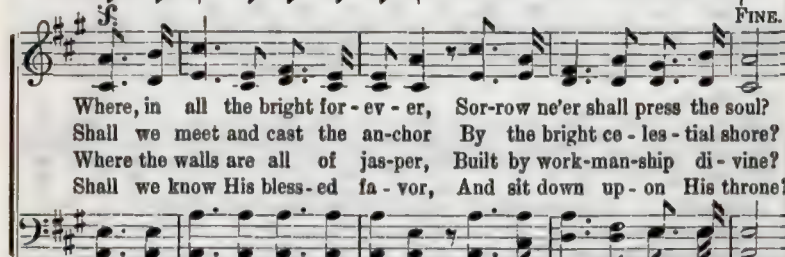 FINE.
Where, in all the bright for - ev - er, Sor-row ne'er shall press the soul?
Shall we meet and cast the an-chor By the bright ce - les - tial shore?
Where the walls are all of jas-per, Built by work-man-ship di - vine?
Shall we know His bless-ed fa - vor, And sit down up - on His throne?